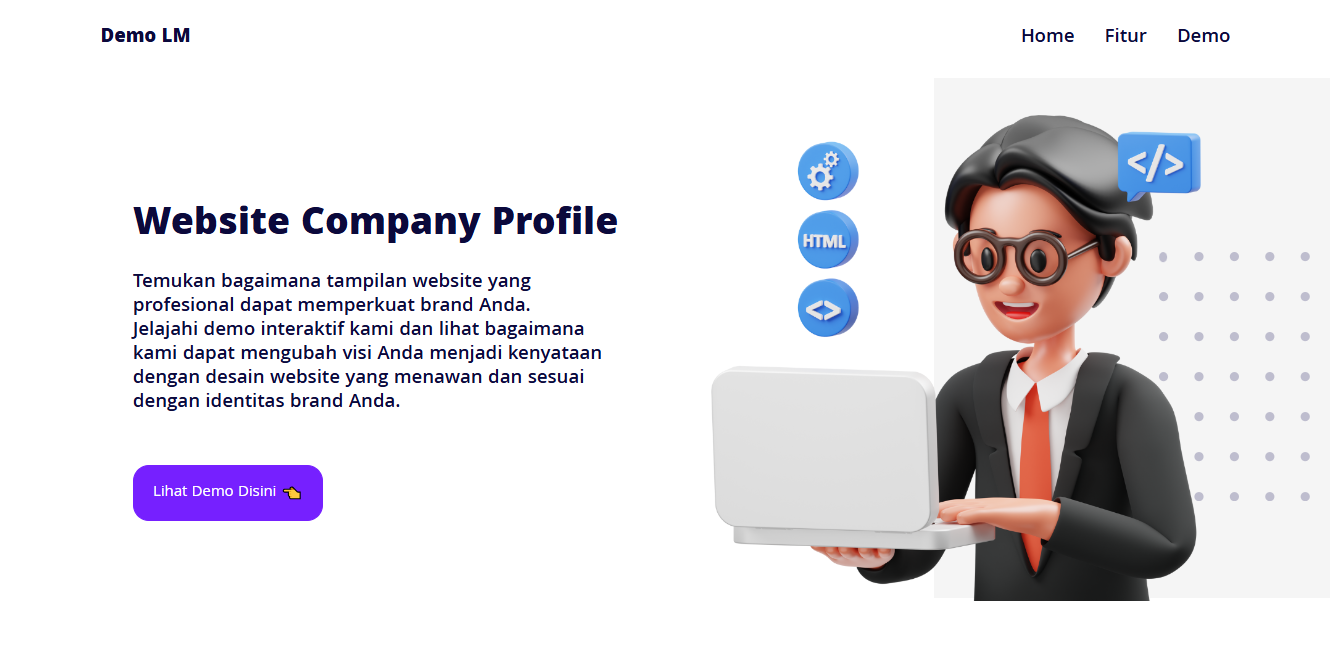 Demo LM
Home Fitur Demo
</>
HTML
<>
Website Company Profile
Temukan bagaimana tampilan website yang
profesional dapat memperkuat brand Anda.
Jelajahi demo interaktif kami dan lihat bagaimana
kami dapat mengubah visi Anda menjadi kenyataan
dengan desain website yang menawan dan sesuai
dengan identitas brand Anda.
Lihat Demo Disini 👈